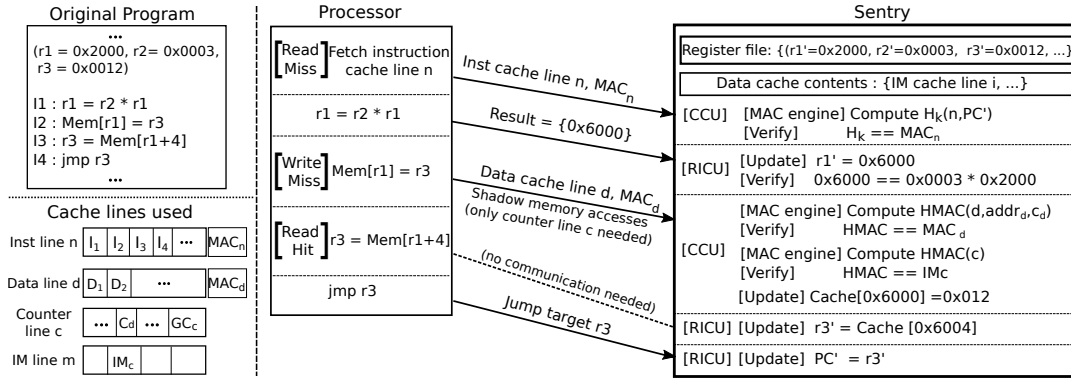 Original Program
...
(r1 = 0x2000, r2= 0x0003,
r3 = 0x0012)
I1 : r1 = r2 * r1
I2 : Mem[r1] = r3
I3 : r3 = Mem[r1+4]
I4 : jmp r3
...
Cache lines used
Inst line n I1 I2 I3 I4 ... MACn
Data line d D1 D2 ... MACd
Counter line c ... Cd ... GCc
IM line m IMc
Processor
[Read Miss] Fetch instruction cache line n
r1 = r2 * r1
[Write Miss] Mem[r1] = r3
[Read Hit] r3 = Mem[r1+4]
jmp r3
Inst cache line n, MACn
Result = {0x6000}
Data cache line d, MACd
Shadow memory accesses
(only counter line c needed)
(no communication needed)
Jump target r3
Sentry
Register file: {(r1'=0x2000, r2'=0x0003, r3'=0x0012, ...}
Data cache contents : {IM cache line i, ...}
[CCU] [MAC engine] Compute Hk(n,PC')
[Verify] Hk == MACn
[RICU] [Update] r1' = 0x6000
[Verify] 0x6000 == 0x0003 * 0x2000
[CCU] [MAC engine] Compute HMAC(d,addrd,Cd)
[Verify] HMAC == MACd
[MAC engine] Compute HMAC(c)
[Verify] HMAC == IMc
[Update] Cache[0x6000] =0x012
[RICU] [Update] r3' = Cache [0x6004]
[RICU] [Update] PC' = r3'